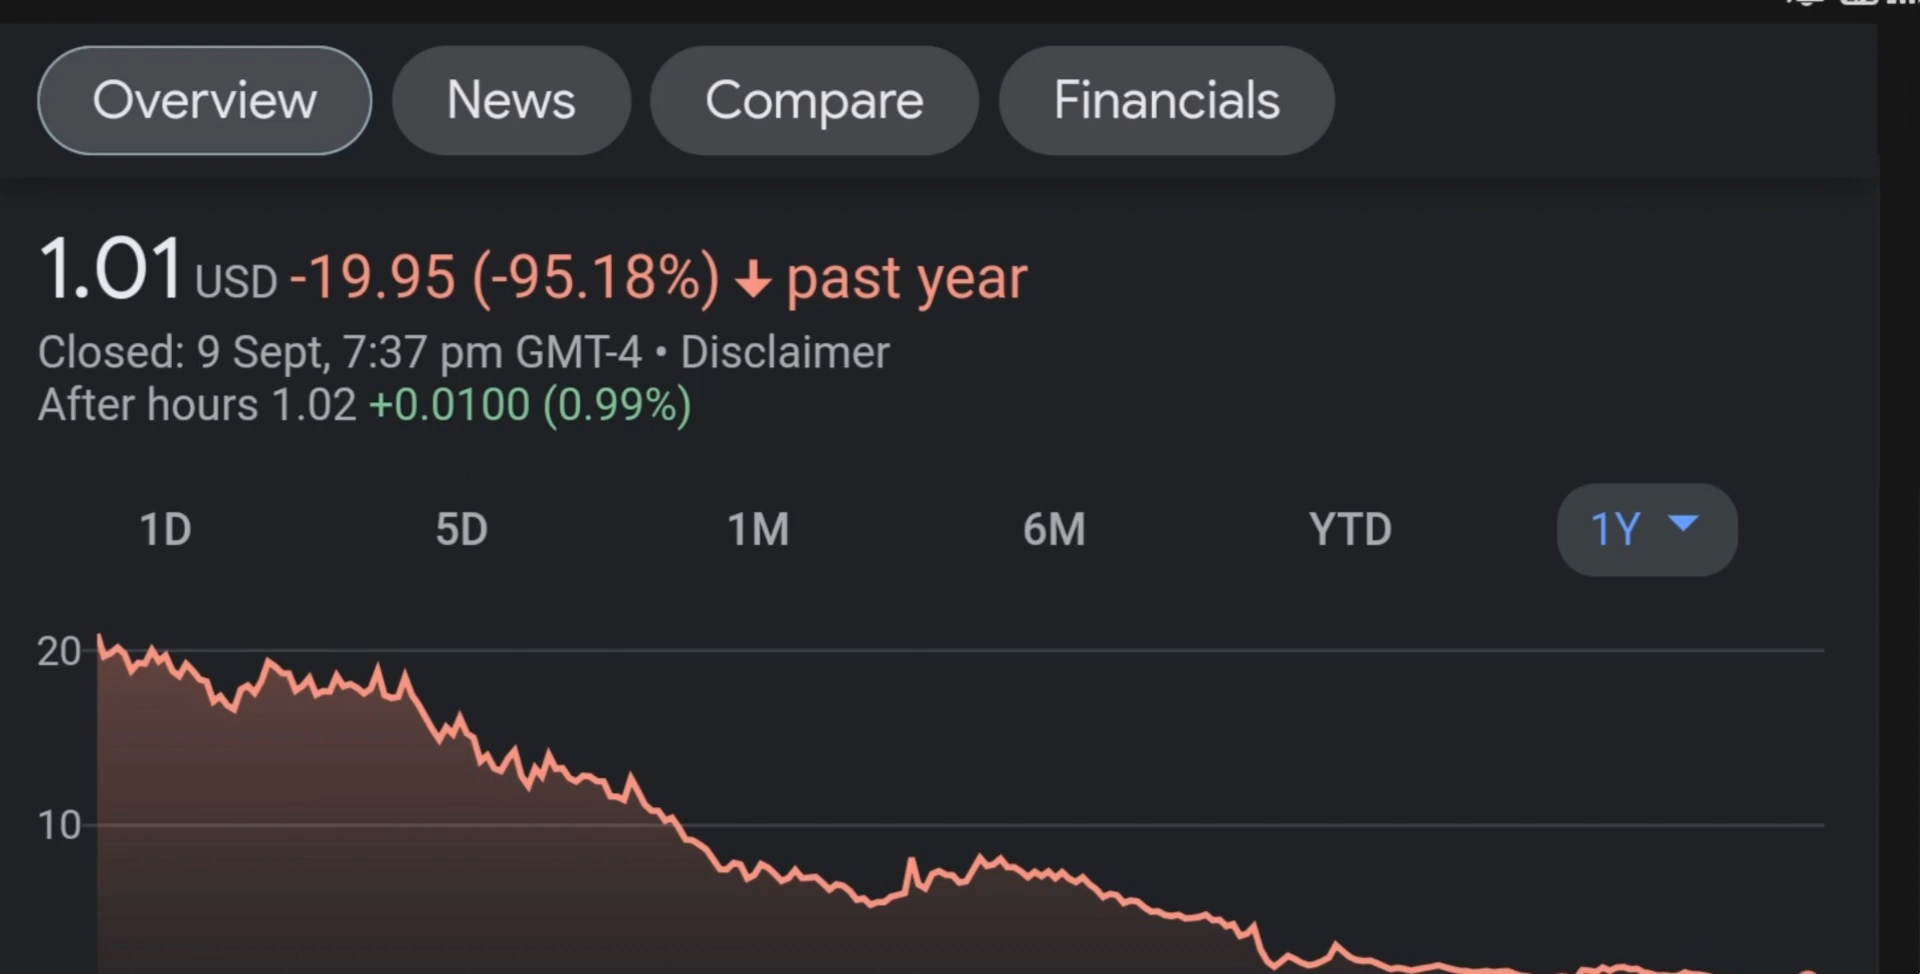 Overview News Compare Financials
1.01 USD -19.95 (-95.18%) ↓ past year
Closed: 9 Sept, 7:37 pm GMT-4 • Disclaimer
After hours 1.02 +0.0100 (0.99%)
1D 5D 1M 6M YTD 1Y
20
10